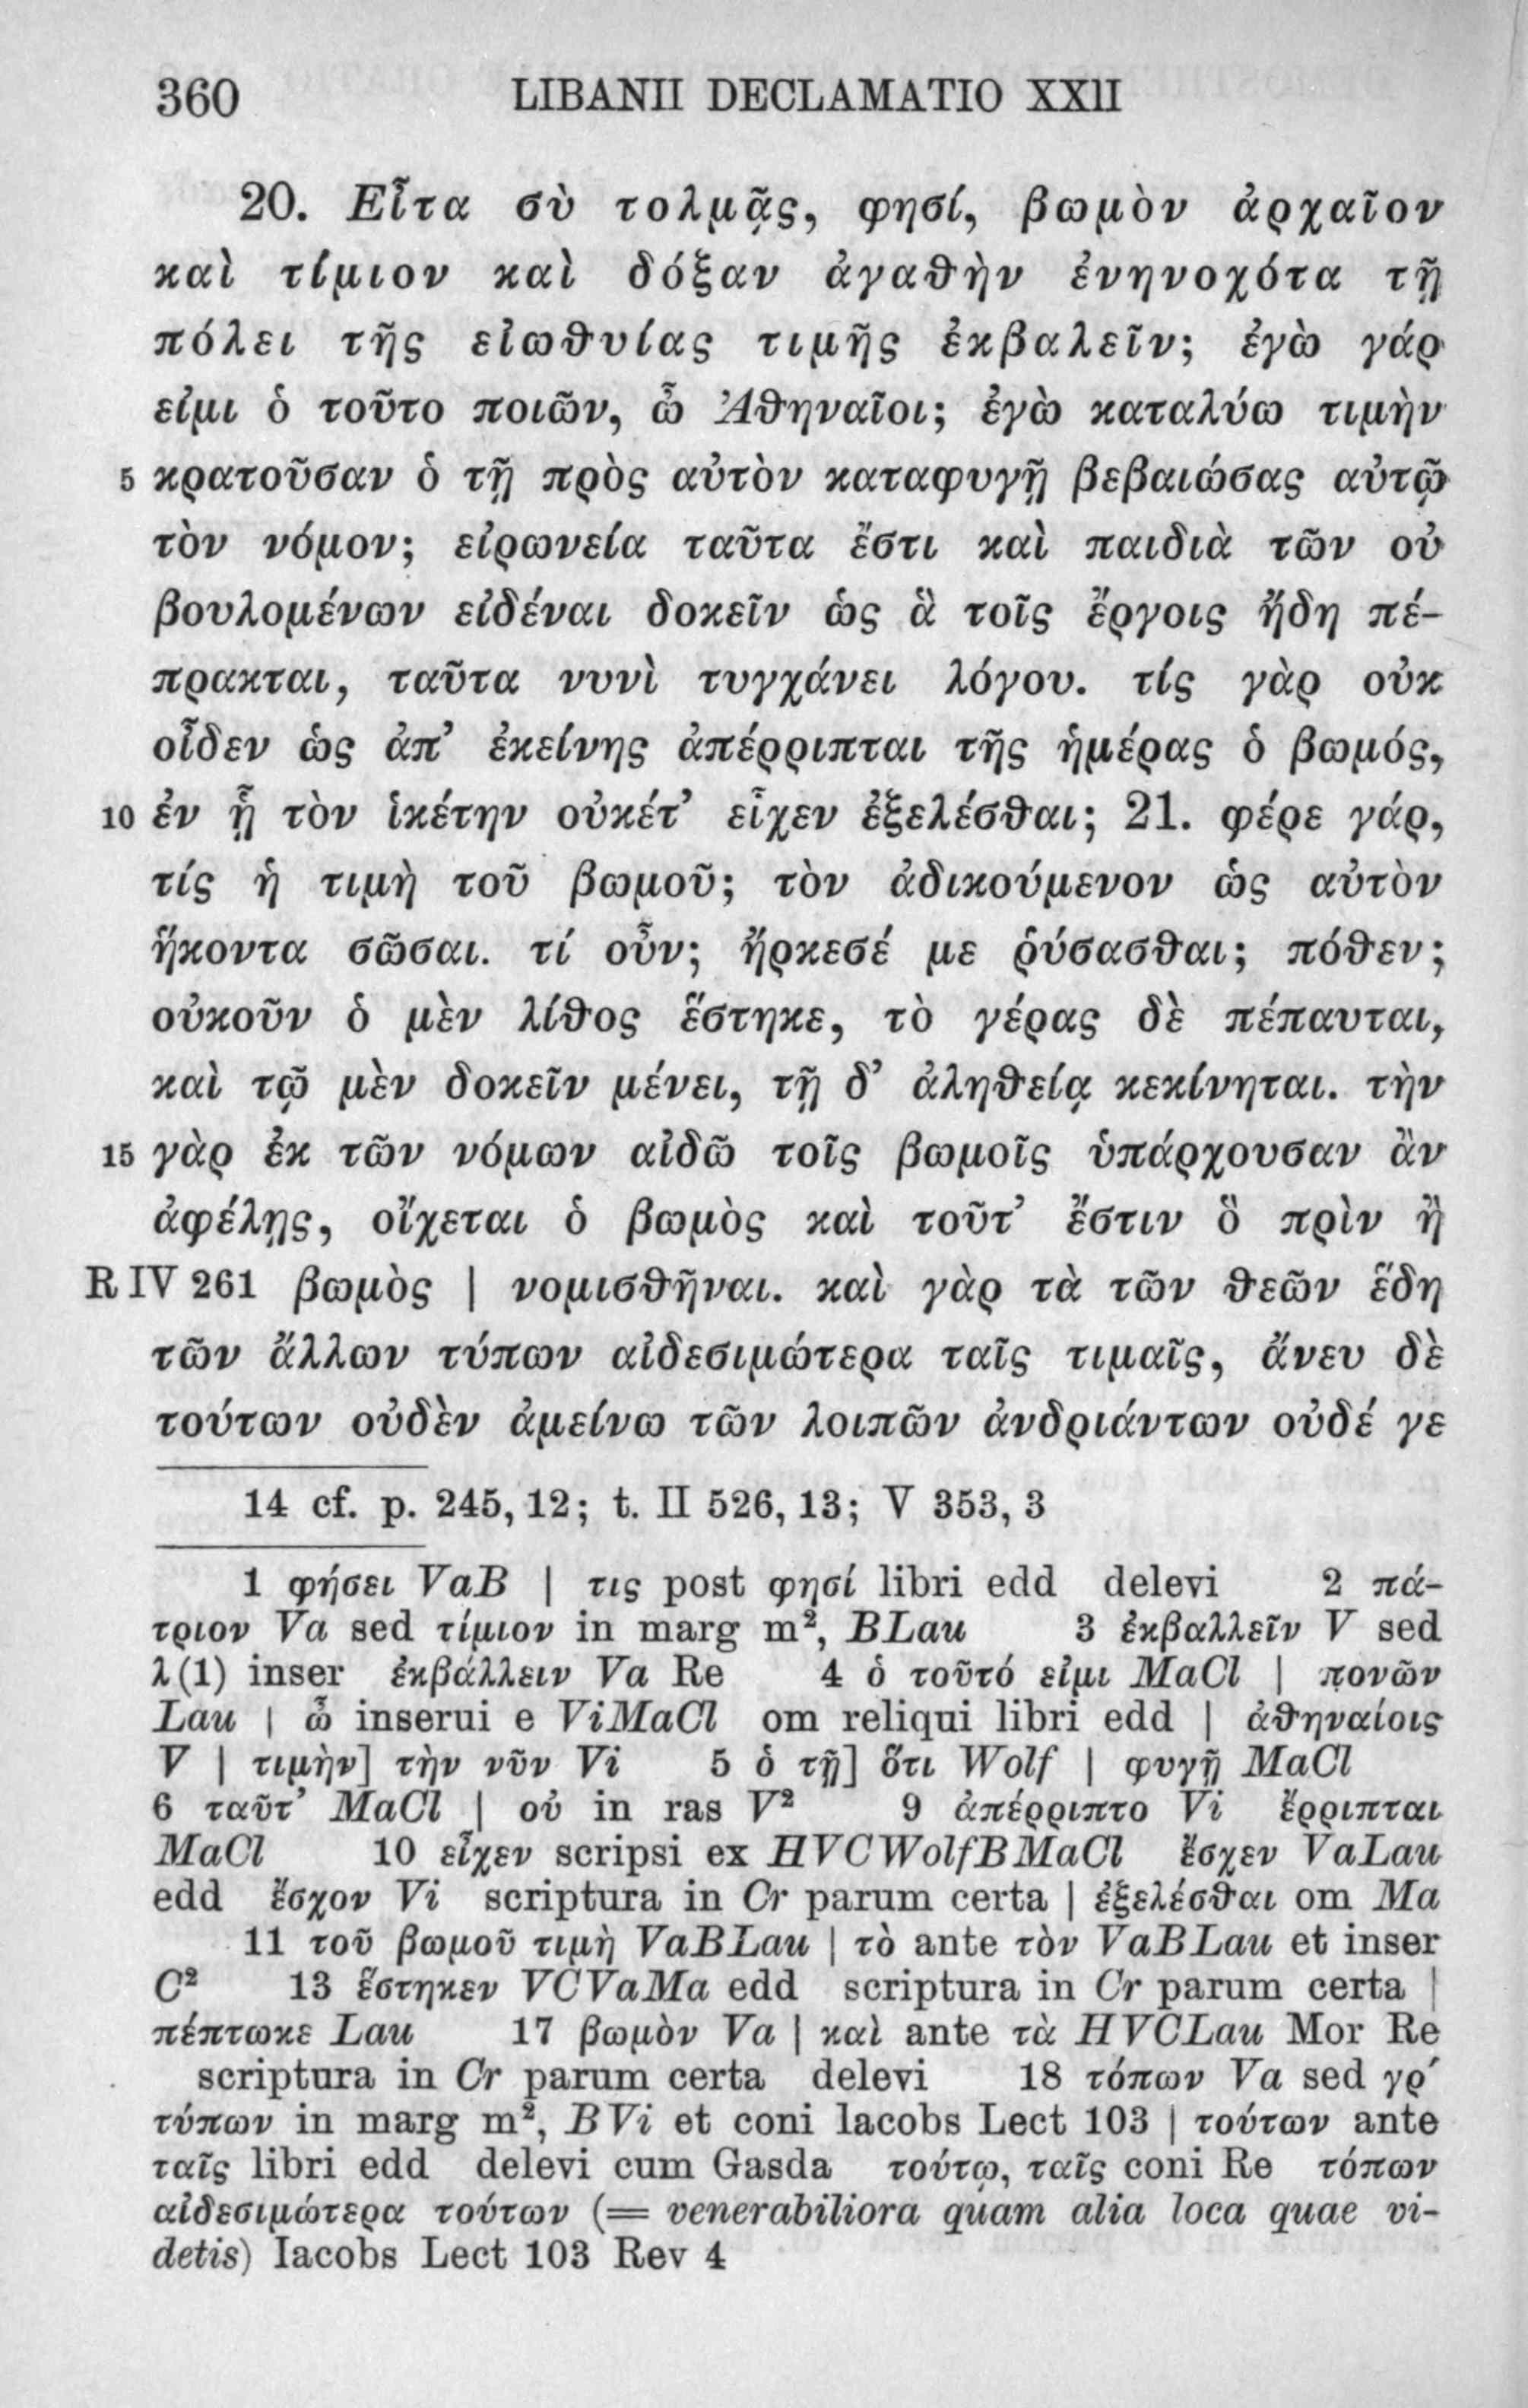 360 LIBANII DECLAMATIO XXII
20. Εἶτα σὺ τολμᾷς, φησί, βωμὸν ἀρχαῖον
καὶ τίμιον καὶ δόξαν ἀγαθὴν ἐνηνοχότα τῇ
πόλει τῆς εἰωθυίας τιμῆς ἐκβαλεῖν; ἐγὼ γάρ
εἰμι ὁ τοῦτο ποιῶν, ὦ Ἀθηναῖοι; ἐγὼ καταλύω τιμὴν
5 κρατοῦσαν ὁ τῇ πρὸς αὐτὸν καταφυγῇ βεβαιώσας αὐτῷ
τὸν νόμον; εἰρωνεία ταῦτα ἔστι καὶ παιδιὰ τῶν οὐ
βουλομένων εἰδέναι δοκεῖν ὡς ἃ τοῖς ἔργοις ἤδη πέ-
πρακται, ταῦτα νυνὶ τυγχάνει λόγου. τίς γὰρ οὐκ
οἶδεν ὡς ἀπ’ ἐκείνης ἀπέρριπται τῆς ἡμέρας ὁ βωμός,
10 ἐν ᾗ τὸν ἱκέτην οὐκέτ’ εἶχεν ἐξελέσθαι; 21. φέρε γάρ,
τίς ἡ τιμὴ τοῦ βωμοῦ; τὸν ἀδικούμενον ὡς αὐτὸν
ἥκοντα σῶσαι. τί οὖν; ἤρκεσέ με ῥύσασθαι; πόθεν;
οὐκοῦν ὁ μὲν λίθος ἕστηκε, τὸ γέρας δὲ πέπαυται,
καὶ τῷ μὲν δοκεῖν μένει, τῇ δ’ ἀληθείᾳ κεκίνηται. τὴν
15 γὰρ ἐκ τῶν νόμων αἰδῶ τοῖς βωμοῖς ὑπάρχουσαν ἂν
ἀφέλῃς, οἴχεται ὁ βωμὸς καὶ τοῦτ’ ἔστιν ὃ πρὶν ἢ
R IV 261 βωμὸς | νομισθῆναι. καὶ γὰρ τὰ τῶν θεῶν ἕδη
τῶν ἄλλων τύπων αἰδεσιμώτερα ταῖς τιμαῖς, ἄνευ δὲ
τούτων οὐδὲν ἀμείνω τῶν λοιπῶν ἀνδριάντων οὐδέ γε
14 cf. p. 245, 12; t. II 526, 13; V 353, 3
1 φήσει VaB | τις post φησί libri edd delevi 2 πά-
τριον Va sed τίμιον in marg m², BLau 3 ἐκβαλλεῖν V sed
λ(1) inser ἐκβάλλειν Va Re 4 ὁ τοῦτό εἰμι MaCl | πονῶν
Lau | ὦ inserui e ViMaCl om reliqui libri edd | ἀθηναίοις
V | τιμὴν] τὴν νῦν Vi 5 ὁ τῇ] ὅτι Wolf | φυγῇ MaCl
6 ταῦτ’ MaCl | οὐ in ras V² 9 ἀπέρριπτο Vi ἔρριπται
MaCl 10 εἶχεν scripsi ex HVCWolfBMaCl ἔσχεν VaLau
edd ἔσχον Vi scriptura in Cr parum certa | ἐξελέσθαι om Ma
11 τοῦ βωμοῦ τιμὴ VaBLau | τὸ ante τὸν VaBLau et inser
C² 13 ἕστηκεν VCVaMa edd scriptura in Cr parum certa |
πέπτωκε Lau 17 βωμὸν Va | καὶ ante τὰ HVCLau Mor Re
scriptura in Cr parum certa delevi 18 τόπων Va sed γρ´
τύπων in marg m², BVi et coni Iacobs Lect 103 | τούτων ante
ταῖς libri edd delevi cum Gasda τούτῳ, ταῖς coni Re τόπων
αἰδεσιμώτερα τούτων (= venerabiliora quam alia loca quae vi-
detis) Iacobs Lect 103 Rev 4